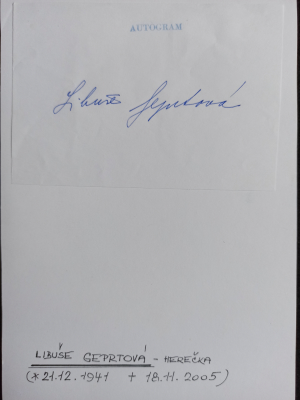 AUTOGRAM
Libuše Geprtová
LIBUŠE GEPRTOVÁ - HEREČKA
(*21.12.1941 + 18.11.2005)